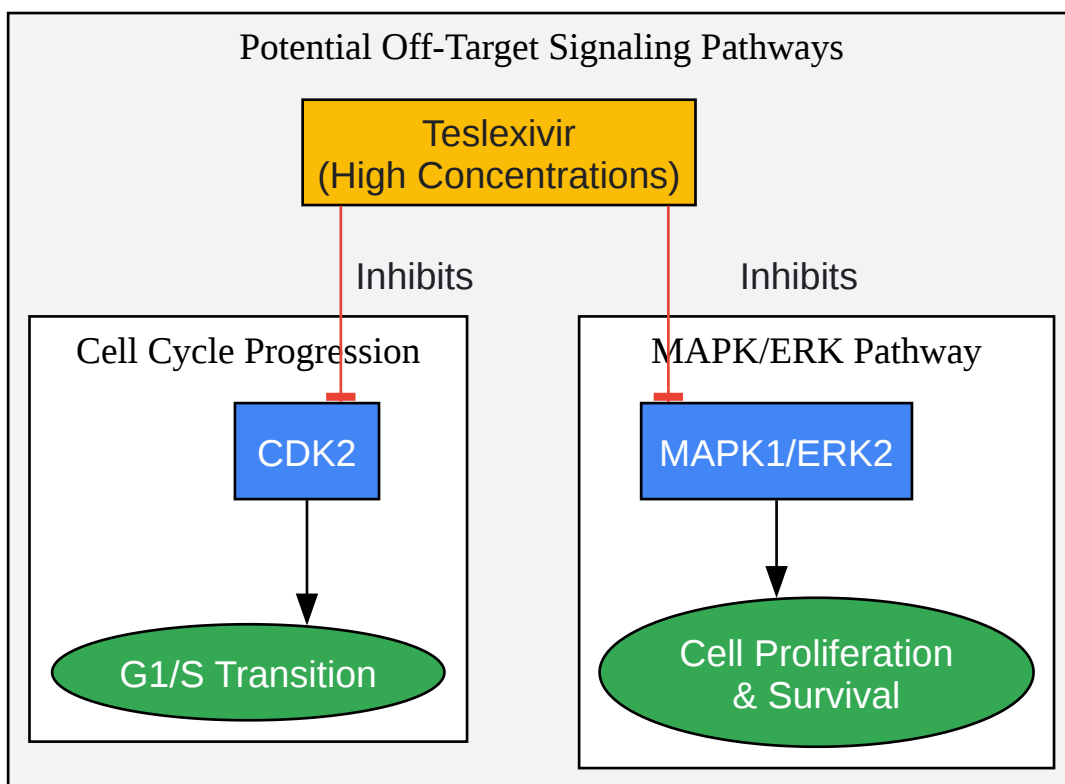 Potential Off-Target Signaling Pathways
Teslexivir
(High Concentrations)
Inhibits
Inhibits
Cell Cycle Progression
MAPK/ERK Pathway
CDK2
MAPK1/ERK2
G1/S Transition
Cell Proliferation
& Survival